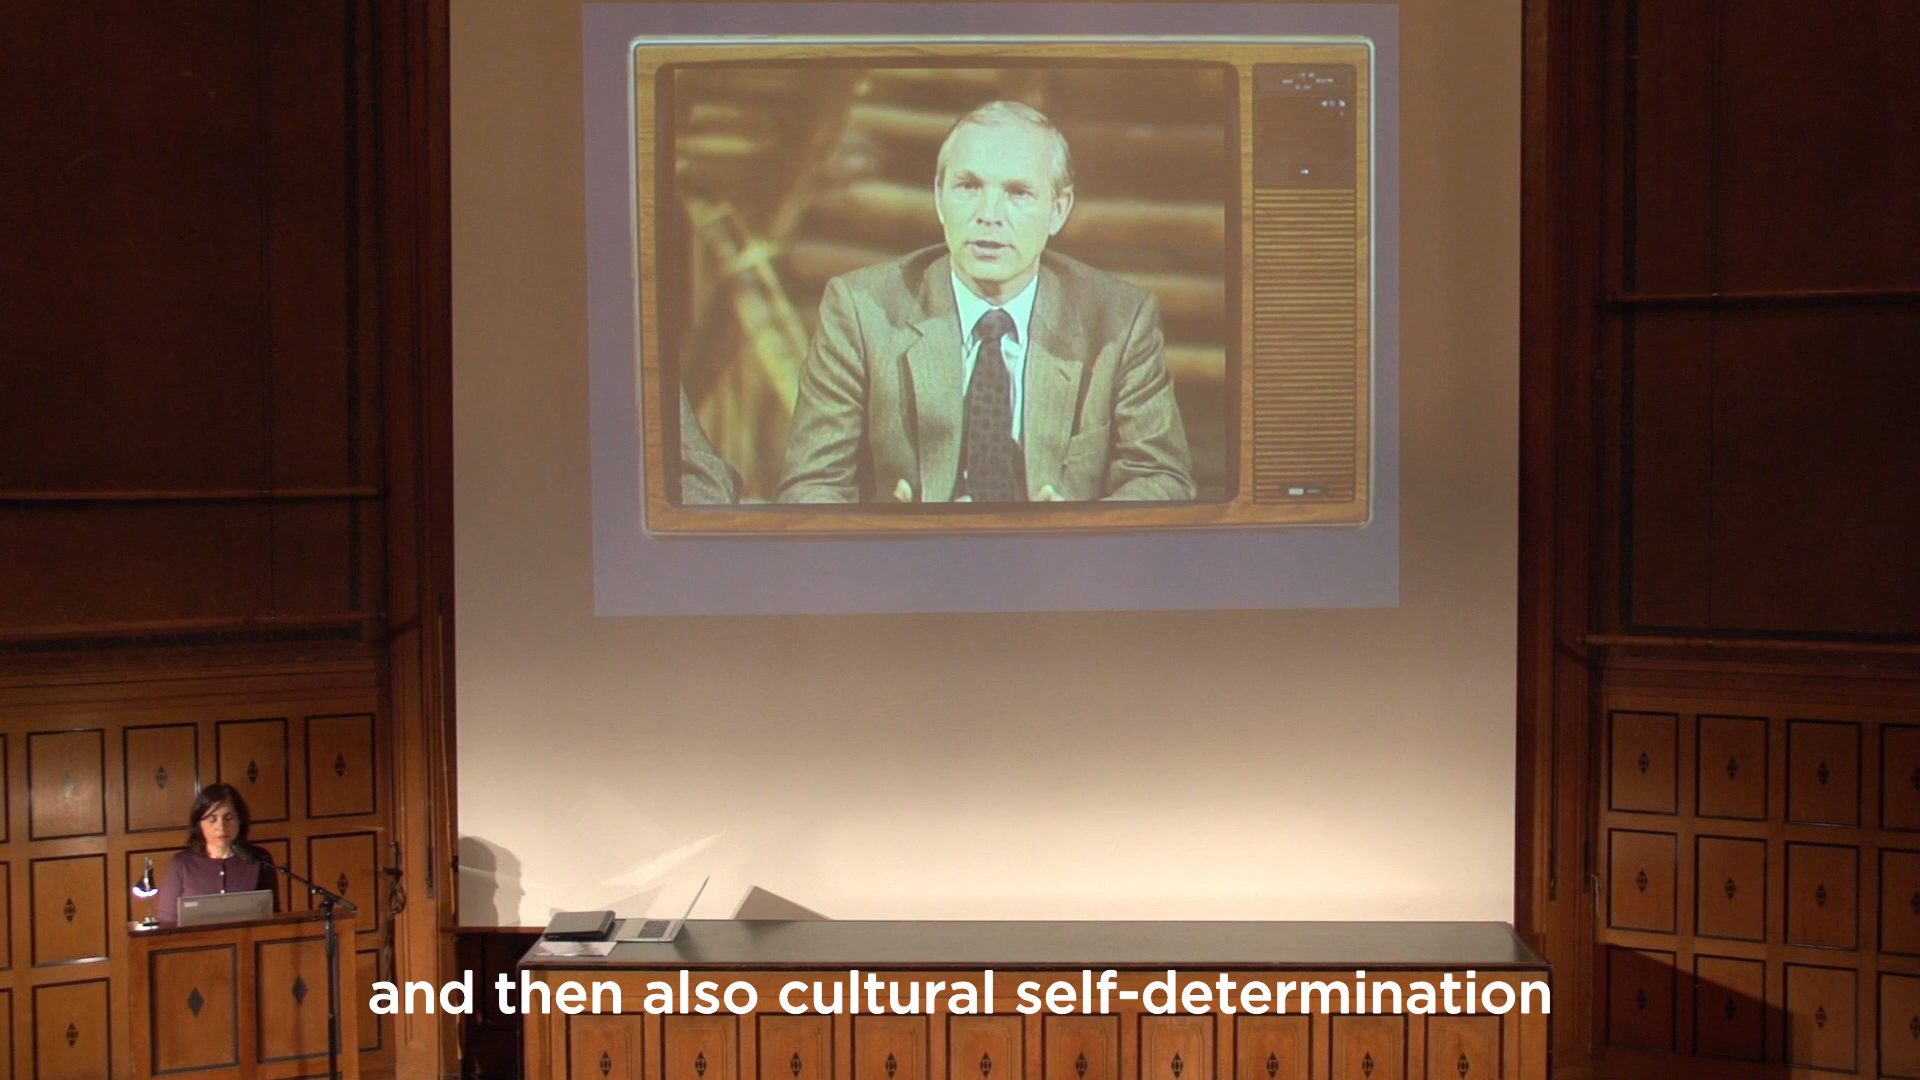 and then also cultural self-determination